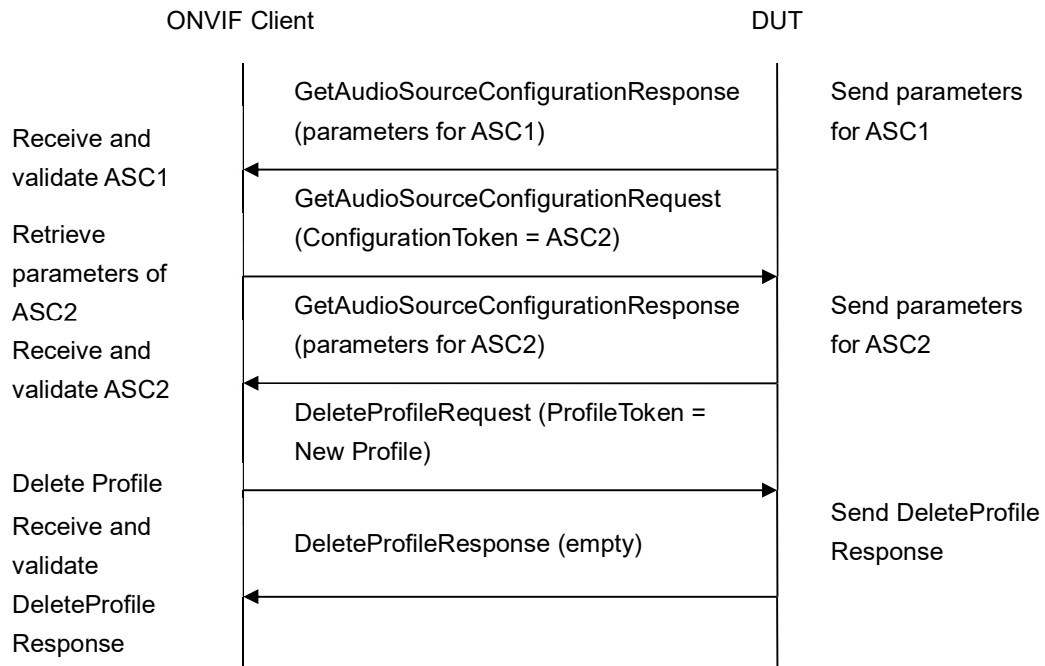 ONVIF Client
DUT
GetAudioSourceConfigurationResponse
(parameters for ASC1)
Send parameters
for ASC1
Receive and
validate ASC1
GetAudioSourceConfigurationRequest
(ConfigurationToken = ASC2)
Retrieve
parameters of
ASC2
GetAudioSourceConfigurationResponse
(parameters for ASC2)
Send parameters
for ASC2
Receive and
validate ASC2
DeleteProfileRequest (ProfileToken =
New Profile)
Delete Profile
DeleteProfileResponse (empty)
Send DeleteProfile
Response
Receive and
validate
DeleteProfile
Response